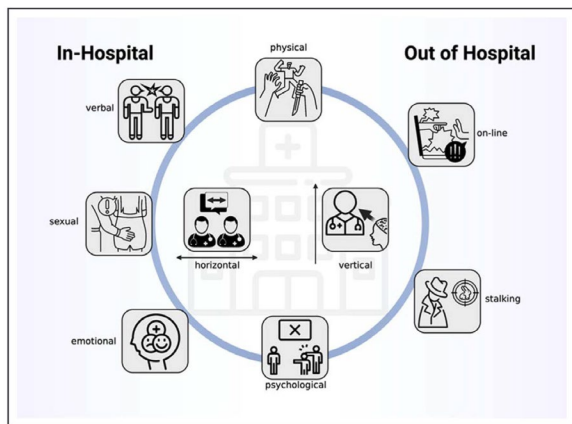 In-Hospital
physical
Out of Hospital
verbal
on-line
sexual
horizontal
vertical
emotional
stalking
psychological